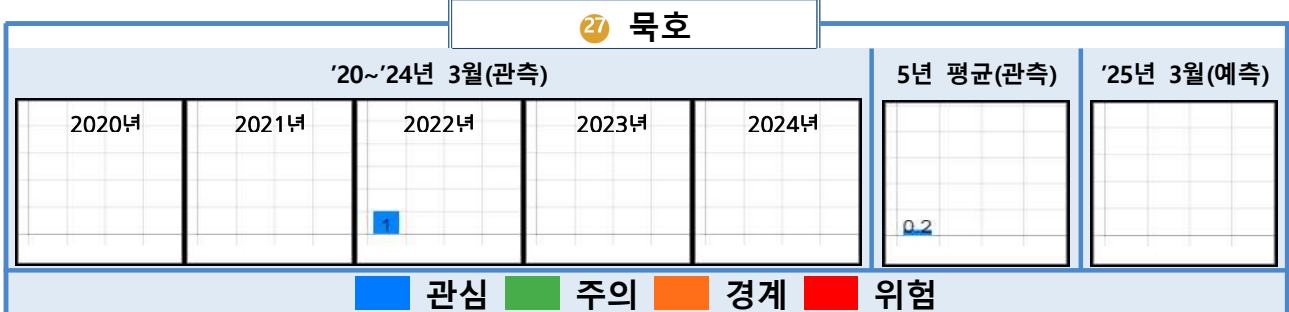 27 묵호
'20~'24년 3월(관측)
5년 평균(관측)
'25년 3월(예측)
2020년
2021년
2022년
2023년
2024년
1
0.2
관심 주의 경계 위험